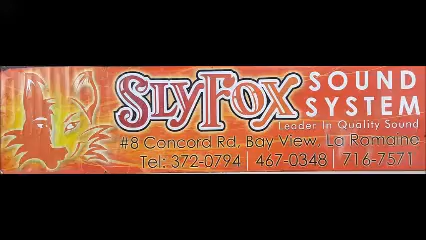 SLYFOX SOUND SYSTEM
Leader In Quality Sound
#8 Concord Rd, Bay View, La Romaine
Tel: 372-0794 | 467-0348 | 716-7571